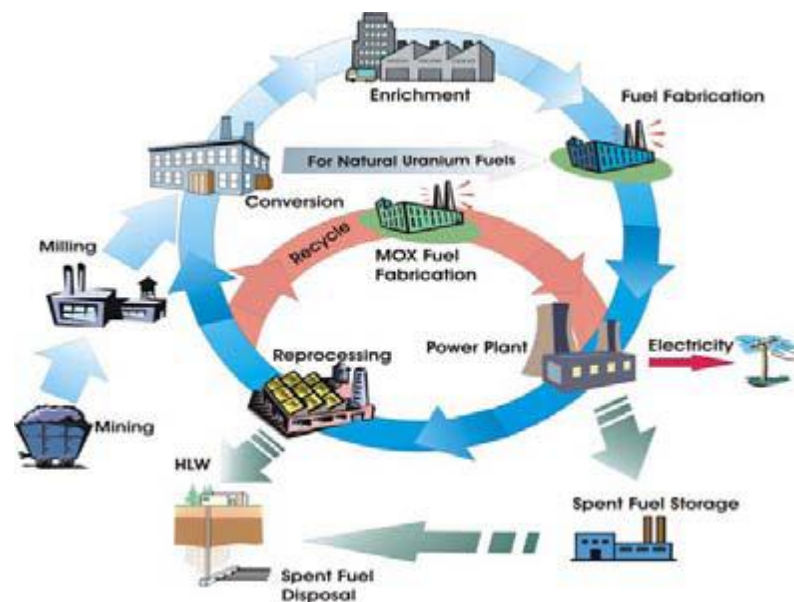 Enrichment
Fuel Fabrication
For Natural Uranium Fuels
Conversion
Milling
Recycle
MOX Fuel
Fabrication
Power Plant
Electricity
Reprocessing
Mining
HLW
Spent Fuel Storage
Spent Fuel
Disposal